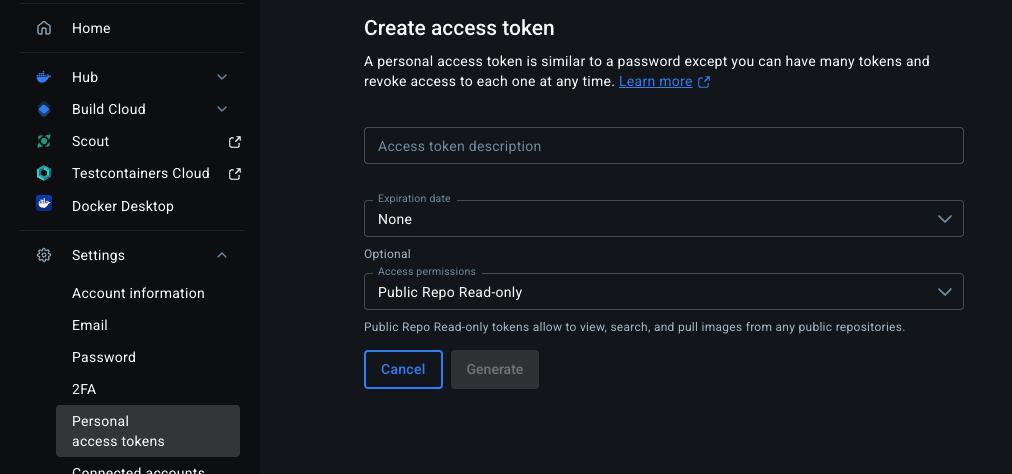 Home
Hub
Build Cloud
Scout
Testcontainers Cloud
Docker Desktop
Settings
Account information
Email
Password
2FA
Personal
access tokens
Connected accounts
Create access token
A personal access token is similar to a password except you can have many tokens and
revoke access to each one at any time. Learn more
Access token description
Expiration date
None
Optional
Access permissions
Public Repo Read-only
Public Repo Read-only tokens allow to view, search, and pull images from any public repositories.
Cancel
Generate